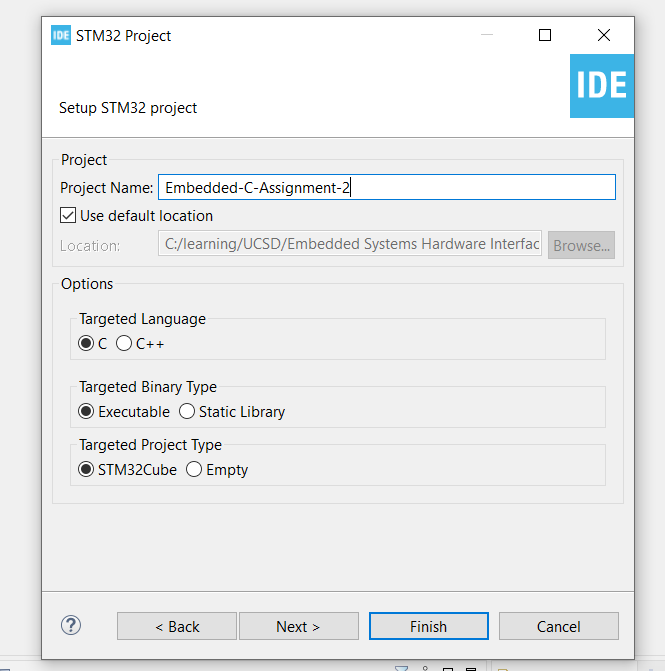 IDE STM32 Project
IDE
Setup STM32 project
Project
Project Name: Embedded-C-Assignment-2
Use default location
Location: C:/learning/UCSD/Embedded Systems Hardware Interfac Browse...
Options
Targeted Language
C C++
Targeted Binary Type
Executable Static Library
Targeted Project Type
STM32Cube Empty
? < Back Next > Finish Cancel